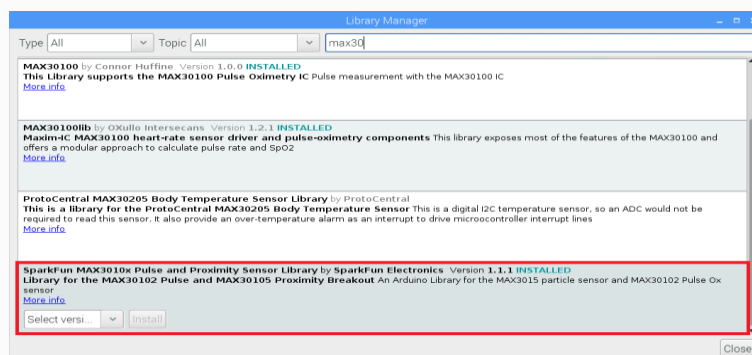 Library Manager
Type All Topic All max30
MAX30100 by Connor Huffine Version 1.0.0 INSTALLED
This Library supports the MAX30100 Pulse Oximetry IC Pulse measurement with the MAX30100 IC
More info
MAX30100lib by OXullo Intersecans Version 1.2.1 INSTALLED
Maxim-IC MAX30100 heart-rate sensor driver and pulse-oximetry components This library exposes most of the features of the MAX30100 and
offers a modular approach to calculate pulse rate and SpO2
More info
ProtoCentral MAX30205 Body Temperature Sensor Library by ProtoCentral
This is a library for the ProtoCentral MAX30205 Body Temperature Sensor This is a digital I2C temperature sensor, so an ADC would not be
required to read this sensor. It also provide an over-temperature alarm as an interrupt to drive microocontroller interrupt lines
More info
SparkFun MAX3010x Pulse and Proximity Sensor Library by SparkFun Electronics Version 1.1.1 INSTALLED
Library for the MAX30102 Pulse and MAX30105 Proximity Breakout An Arduino Library for the MAX3015 particle sensor and MAX30102 Pulse Ox
sensor
More info
Select versi... Install
Close